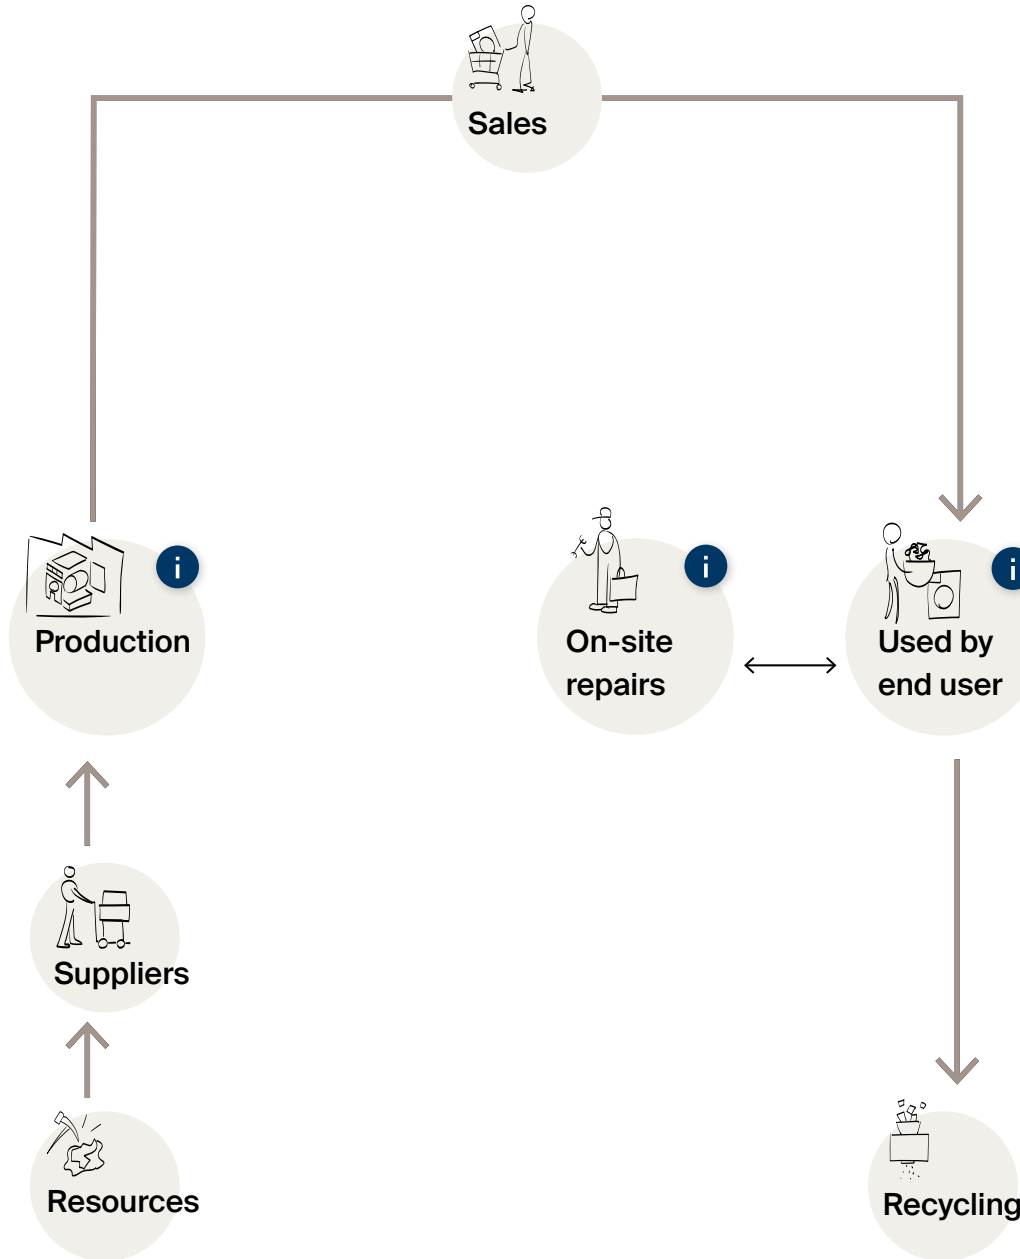 Sales
Production
i
On-site
repairs
i
Used by
end user
i
Suppliers
Resources
Recycling